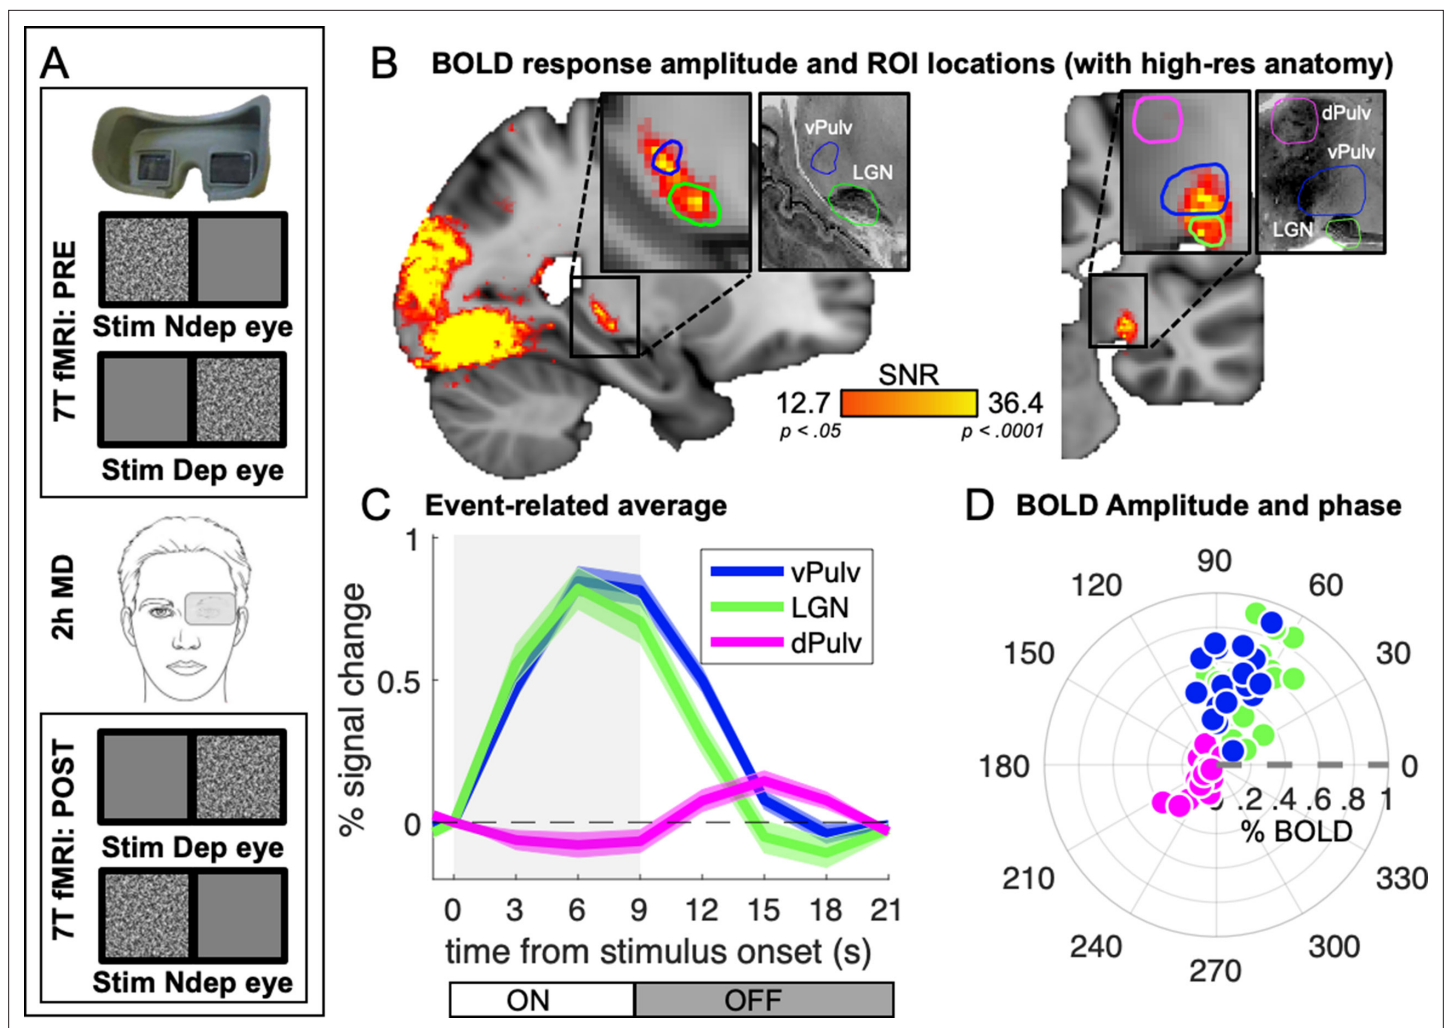 A
7T fMRI: PRE
Stim Ndep eye
Stim Dep eye
2h MD
7T fMRI: POST
Stim Dep eye
Stim Ndep eye
B BOLD response amplitude and ROI locations (with high-res anatomy)
vPulv
LGN
dPulv
vPulv
LGN
SNR
12.7 36.4
p < .05 p < .0001
C Event-related average
% signal change
1
0.5
0
vPulv
LGN
dPulv
0 3 6 9 12 15 18 21
time from stimulus onset (s)
ON OFF
D BOLD Amplitude and phase
90
120 60
150 30
180 0
0 .2 .4 .6 .8 1
% BOLD
210 330
240 300
270